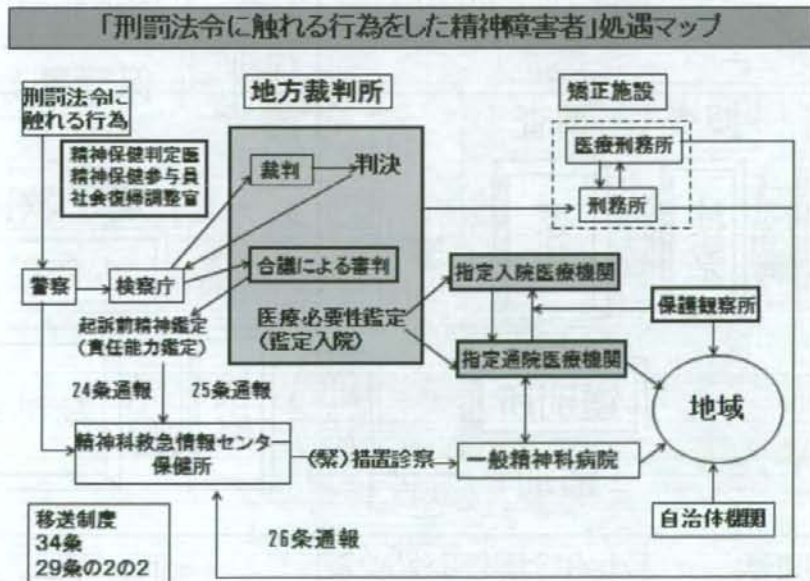 「刑罰法令に触れる行為をした精神障害者」処遇マップ
刑罰法令に
触れる行為
地方裁判所
矯正施設
精神保健判定医
精神保健参与員
社会復帰調整官
裁判
判決
医療刑務所
刑務所
警察
検察庁
合議による審判
指定入院医療機関
保護観察所
起訴前精神鑑定
(責任能力鑑定)
医療必要性鑑定
(鑑定入院)
指定通院医療機関
地域
24条通報
25条通報
精神科救急情報センター
保健所
(緊)措置診察
一般精神科病院
自治体機関
移送制度
34条
29条の2の2
26条通報